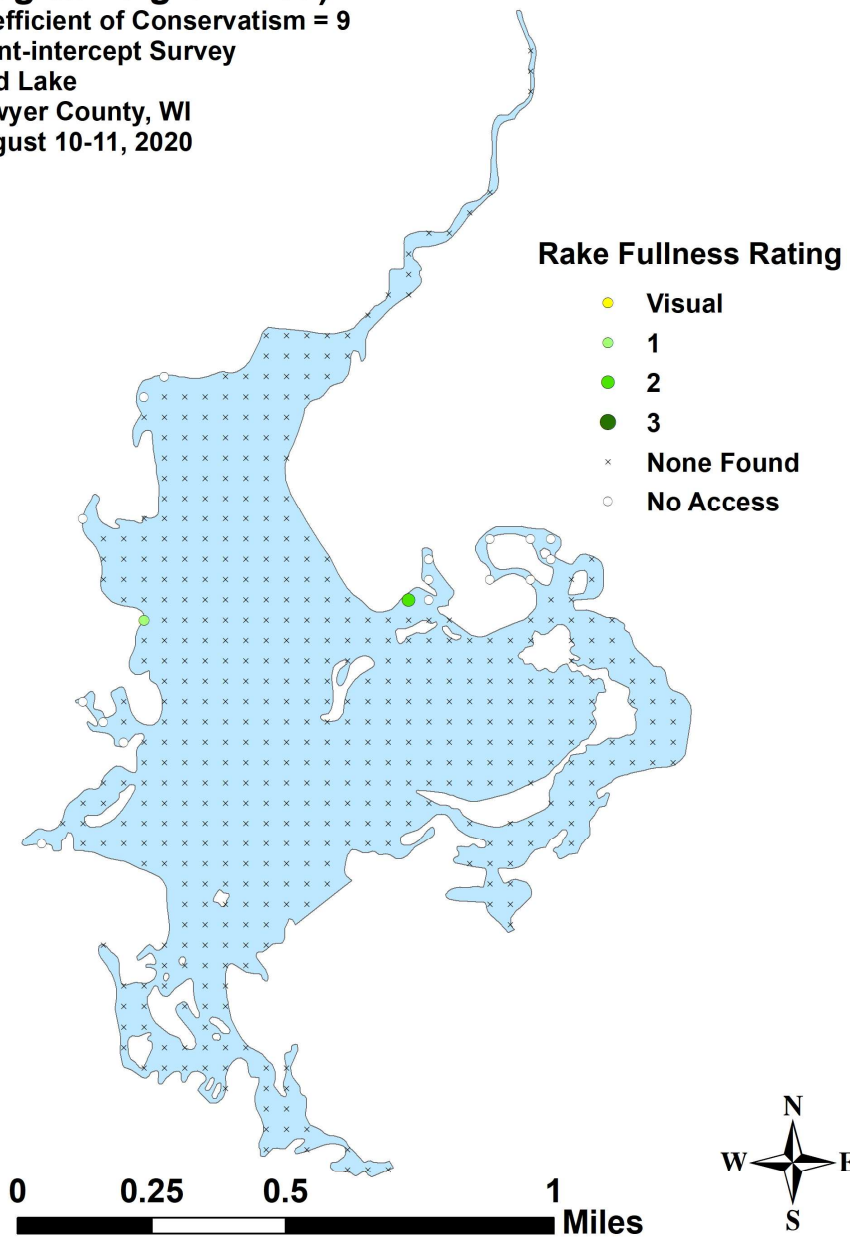 efficient of Conservatism = 9
nt-intercept Survey
d Lake
wyer County, WI
gust 10-11, 2020
Rake Fullness Rating
Visual
1
2
3
None Found
No Access
N
W E
S
0 0.25 0.5 1
Miles